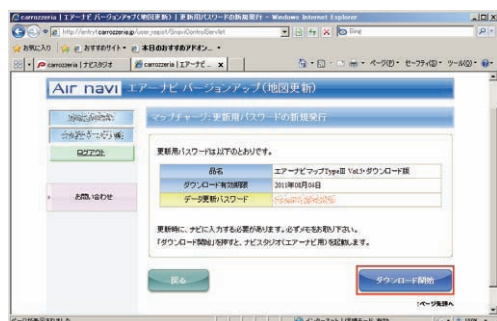 carrozzeria | エアーナビ バージョンアップ(地図更新) | 更新用パスワードの新規発行 - Windows Internet Explorer
お気に入り おすすめサイト 本日のおすすめアドオン...
carrozzeria | ナビスタジオ carrozzeria | エアーナビ... ページ(P) セーフティ(S) ツール(O)
Air navi エアーナビ バージョンアップ(地図更新)
マップチャージ:更新用パスワードの新規発行
ログアウト
お問い合わせ
更新用パスワードは以下のとおりです。
品名 エアーナビマップTypeIII Vol.5・ダウンロード版
ダウンロード有効期限 2011年08月04日
データ更新パスワード
更新時に、ナビに入力する必要があります。必ずメモをお取り下さい。
「ダウンロード開始」を押すと、ナビスタジオ(エアーナビ用)を起動します。
戻る ダウンロード開始
ページ先頭へ
ページが表示されました